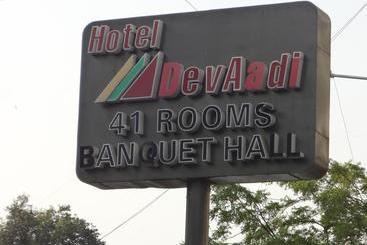 Hotel
DevAadi
41 ROOMS
BANQUET HALL